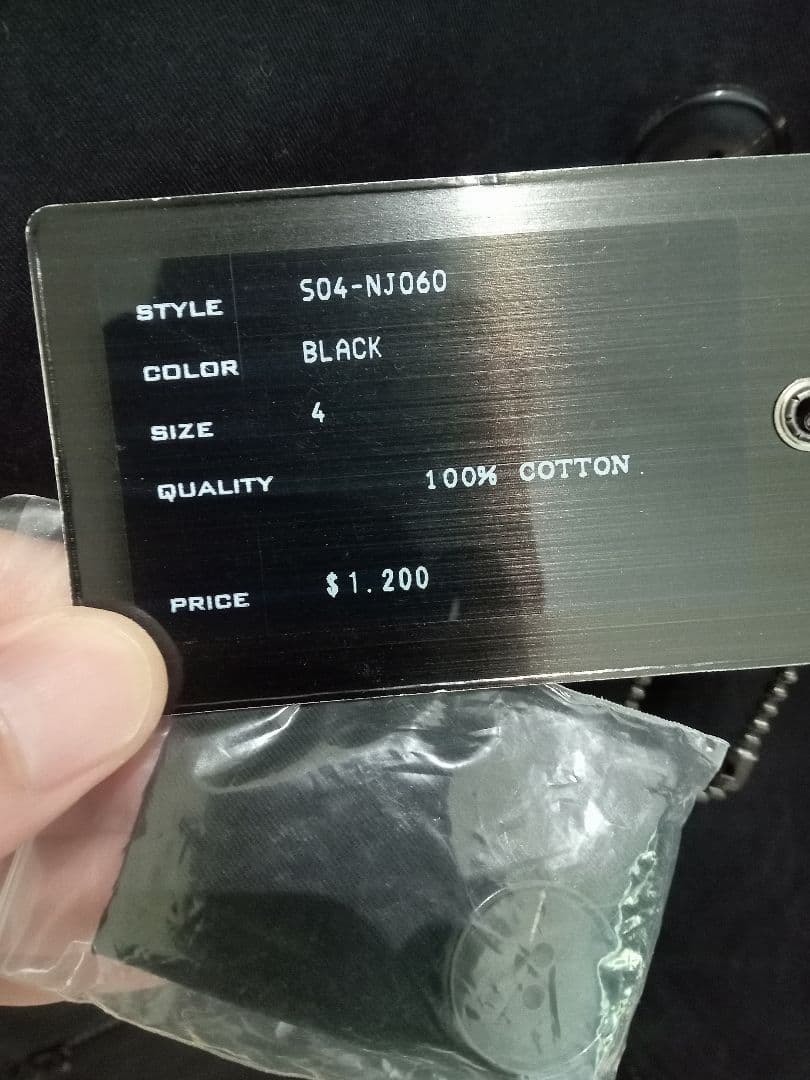 STYLE S04-NJ060
COLOR BLACK
SIZE 4
QUALITY 100% COTTON.
PRICE $1.200